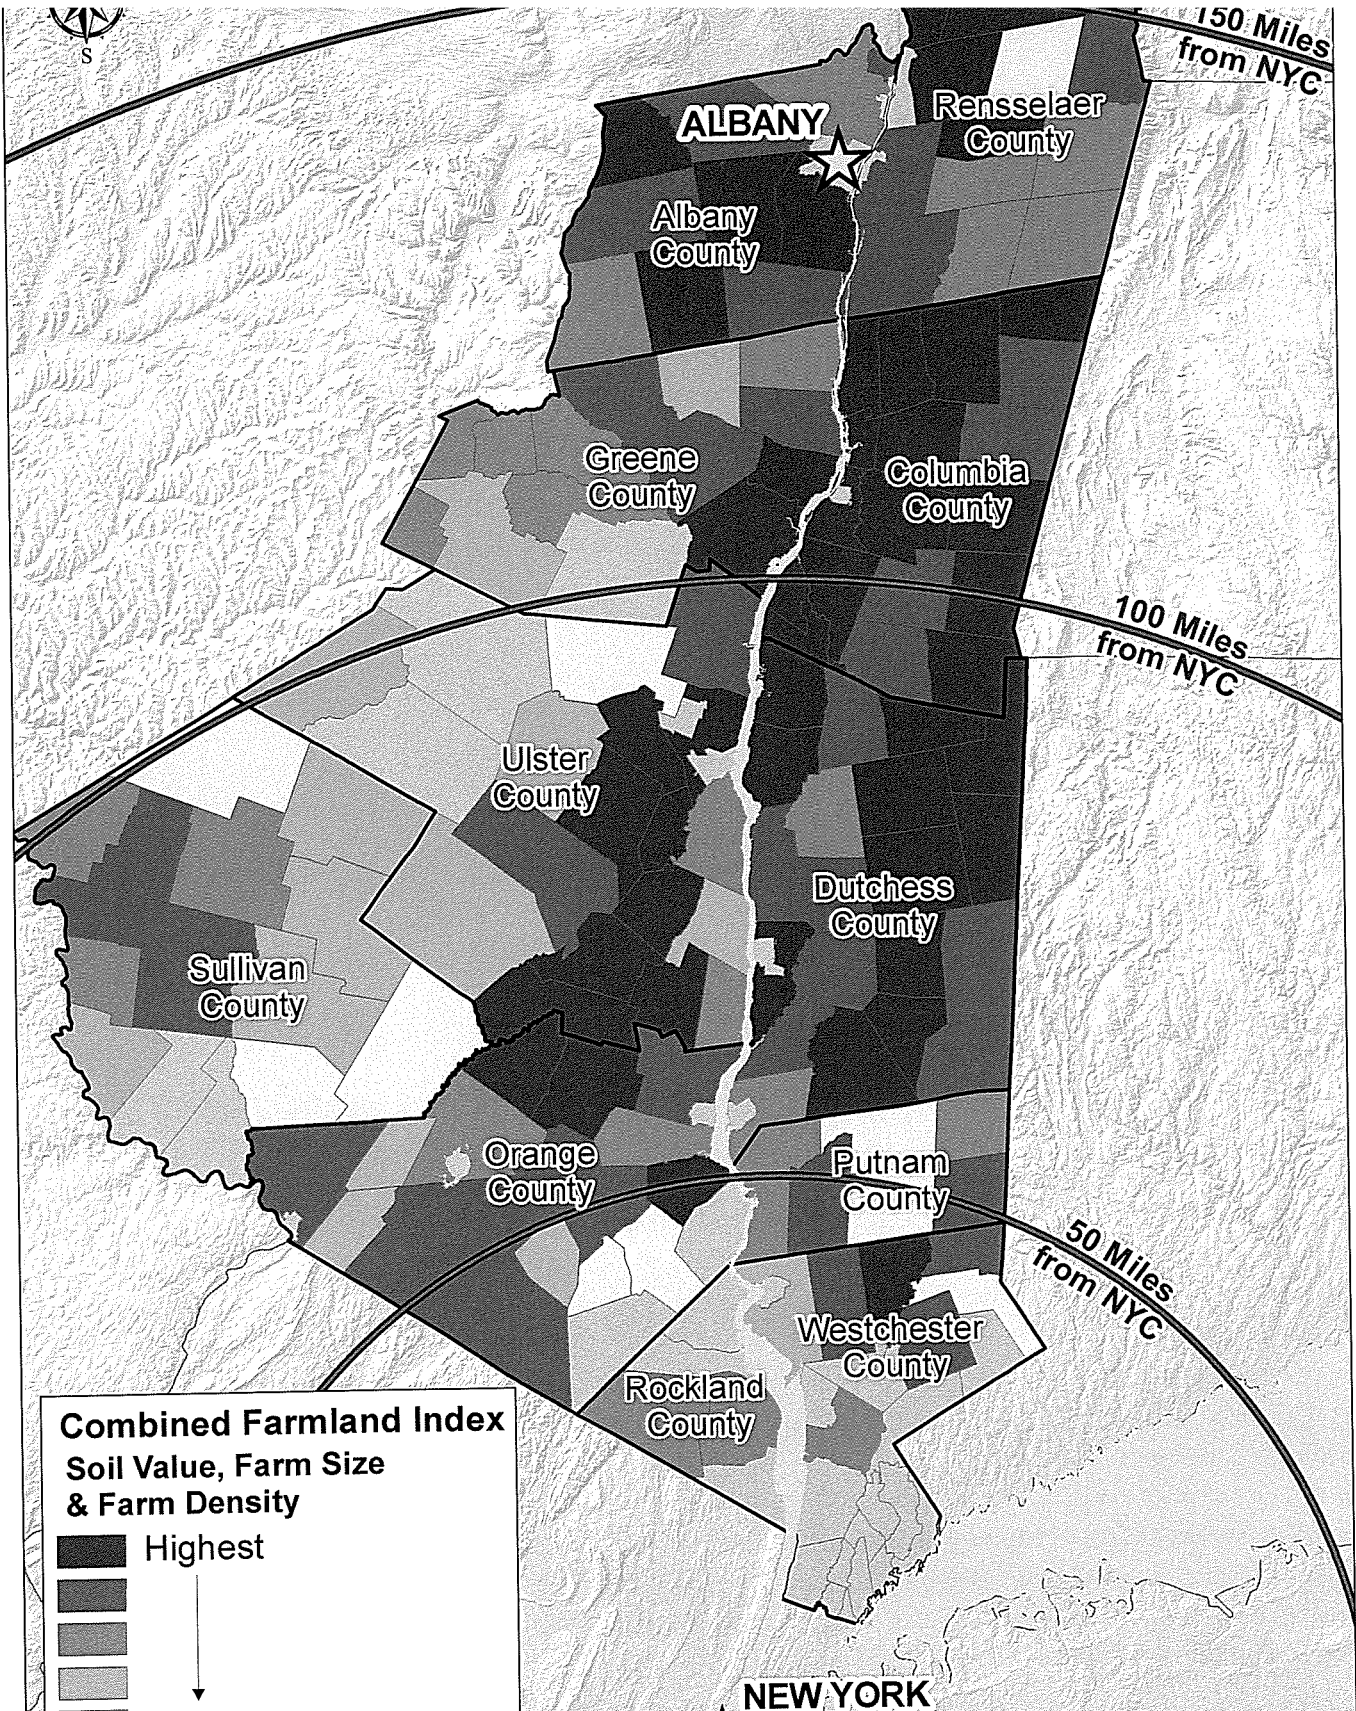 S
150 Miles
from NYC
Rensselaer
County
ALBANY
Albany
County
Greene
County
Columbia
County
100 Miles
from NYC
Ulster
County
Dutchess
County
Sullivan
County
Orange
County
Putnam
County
50 Miles
from NYC
Westchester
County
Rockland
County
Combined Farmland Index
Soil Value, Farm Size
& Farm Density
Highest
NEW YORK